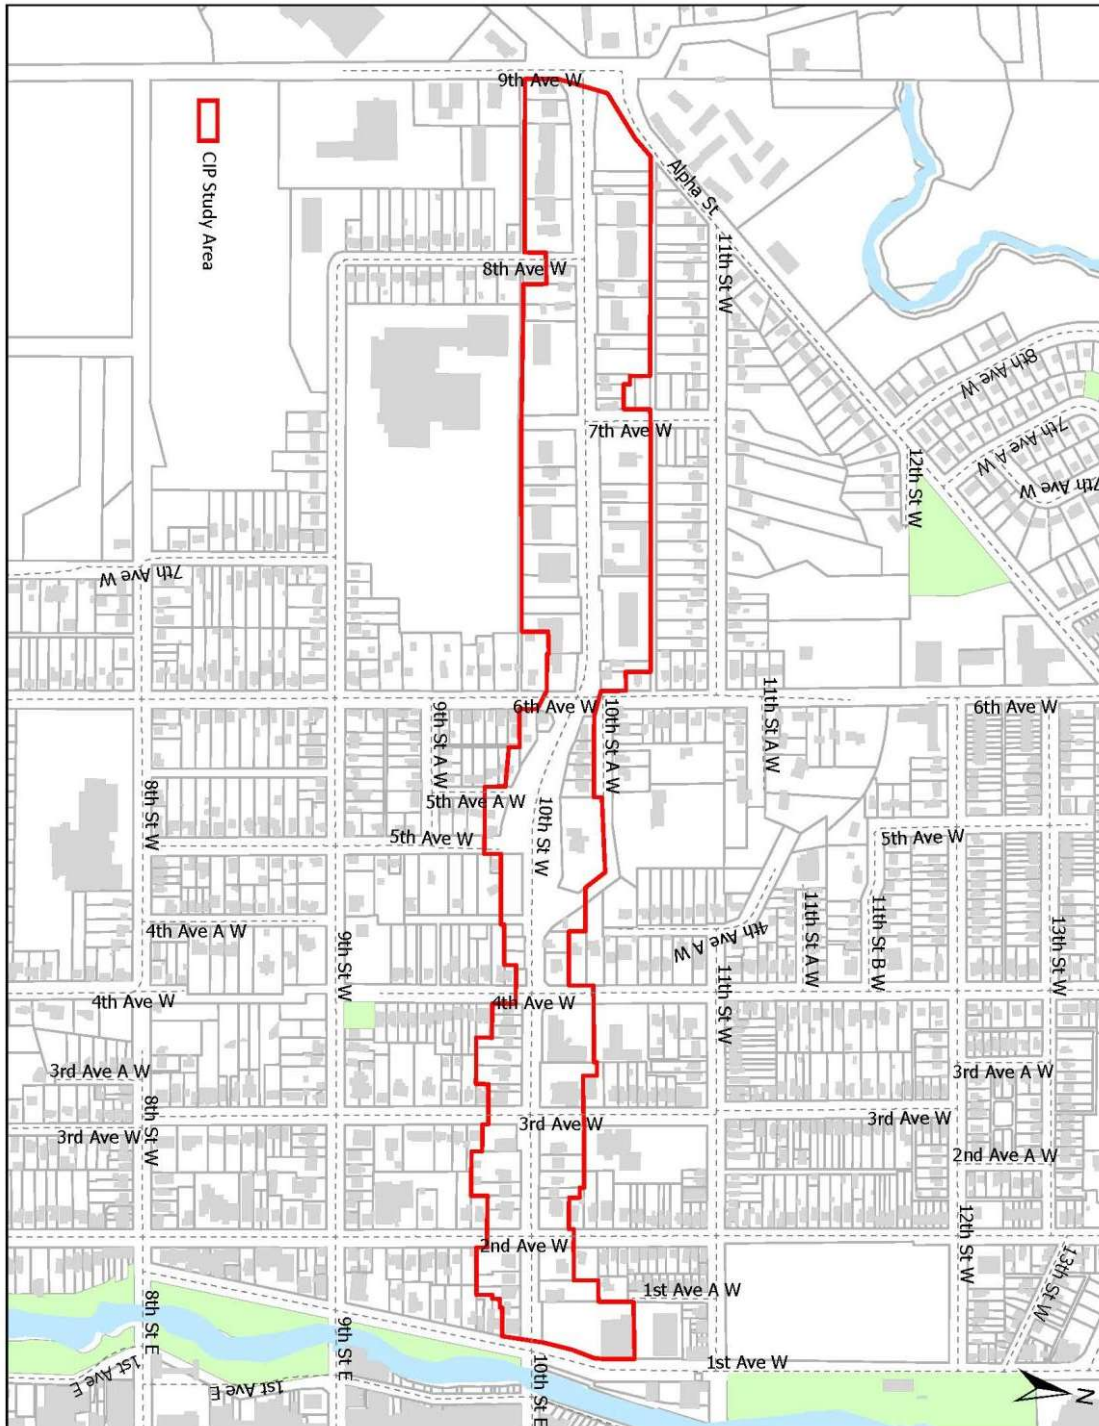 9th Ave W
CIP Study Area
Alpha St
11th St W
8th Ave W
8th Ave W
7th Ave A W
7th Ave W
7th Ave W
12th St W
7th Ave W
6th Ave W
9th St A W
10th St A W
11th St A W
6th Ave W
5th Ave A W
8th St W
10th St W
5th Ave W
5th Ave W
4th Ave A W
9th St W
4th Ave A W
11th St A W
11th St B W
13th St W
11th St W
4th Ave W
4th Ave W
3rd Ave A W
3rd Ave A W
8th St W
3rd Ave W
3rd Ave W
3rd Ave W
2nd Ave A W
12th St W
2nd Ave W
13th St W
1st Ave A W
8th St E
9th St E
10th St E
1st Ave W
1st Ave E
1st Ave E
N